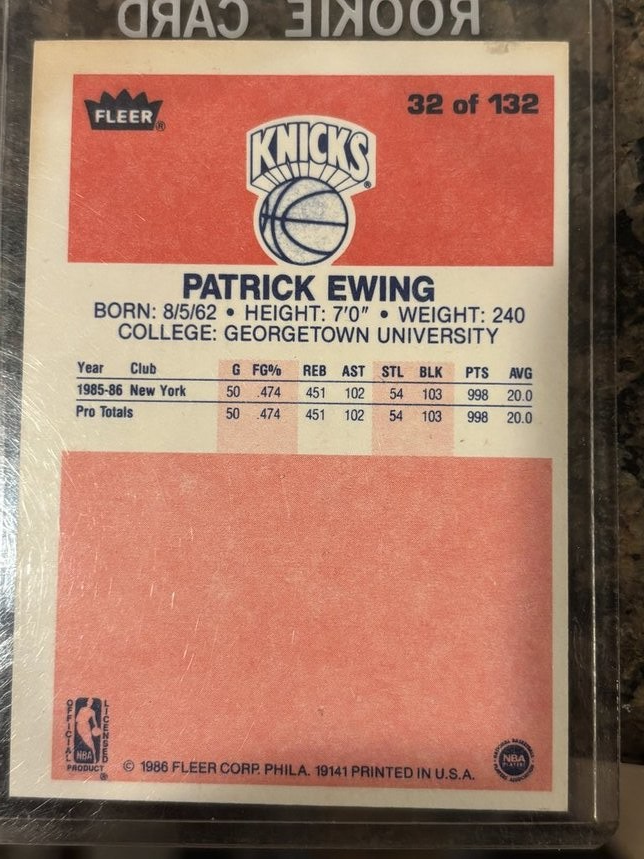 ROOKIE CARD
FLEER®
32 of 132
KNICKS®
PATRICK EWING
BORN: 8/5/62 • HEIGHT: 7'0" • WEIGHT: 240
COLLEGE: GEORGETOWN UNIVERSITY
Year Club G FG% REB AST STL BLK PTS AVG
1985-86 New York 50 .474 451 102 54 103 998 20.0
Pro Totals 50 .474 451 102 54 103 998 20.0
OFFICIAL LICENSED
NBA
PRODUCT ®
© 1986 FLEER CORP. PHILA. 19141 PRINTED IN U.S.A.
NATIONAL BASKETBALL
NBA
PLAYERS
ASSOCIATION